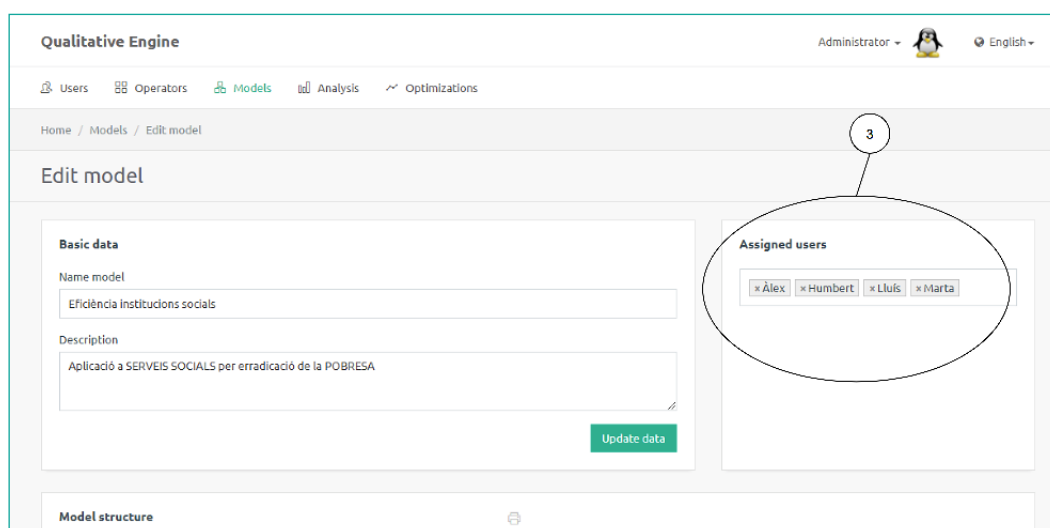 Qualitative Engine
Administrator
English
Users Operators Models Analysis Optimizations
Home / Models / Edit model
3
Edit model
Basic data
Assigned users
Name model
× Àlex × Humbert × Lluís × Marta
Eficiència institucions socials
Description
Aplicació a SERVEIS SOCIALS per erradicació de la POBRESA
Update data
Model structure